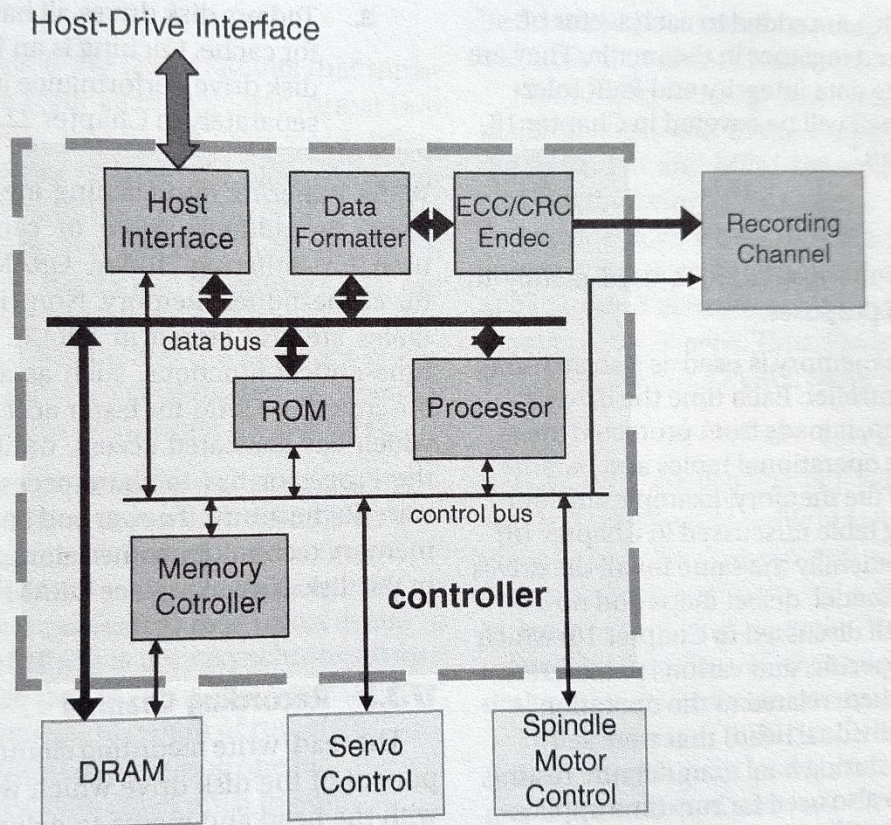 Host-Drive Interface
Host
Interface
Data
Formatter
ECC/CRC
Endec
Recording
Channel
data bus
ROM
Processor
control bus
Memory
Cotroller
controller
DRAM
Servo
Control
Spindle
Motor
Control